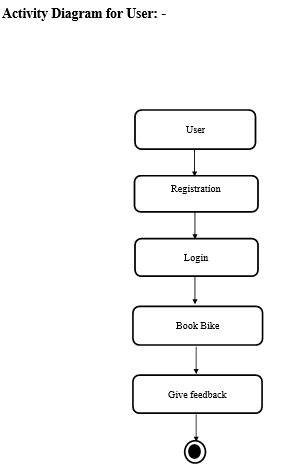 Activity Diagram for User: -
User
Registration
Login
Book Bike
Give feedback